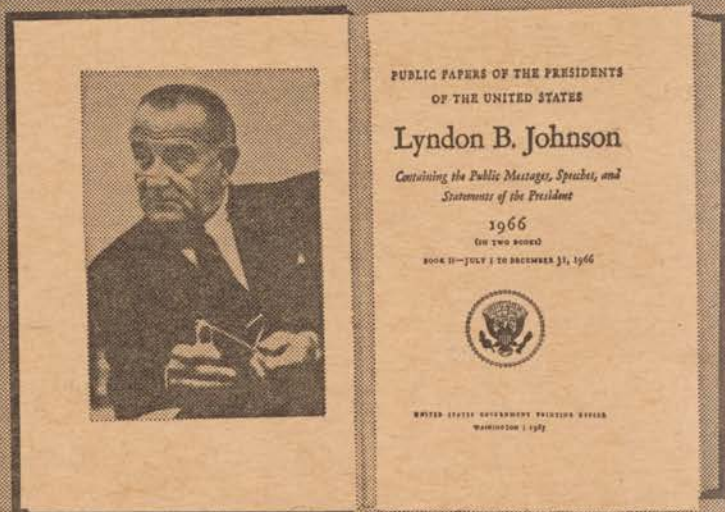 PUBLIC PAPERS OF THE PRESIDENTS
OF THE UNITED STATES
Lyndon B. Johnson
Containing the Public Messages, Speeches, and
Statements of the President
1966
(IN TWO BOOKS)
BOOK II—JULY 1 TO DECEMBER 31, 1966
UNITED STATES GOVERNMENT PRINTING OFFICE
WASHINGTON : 1967